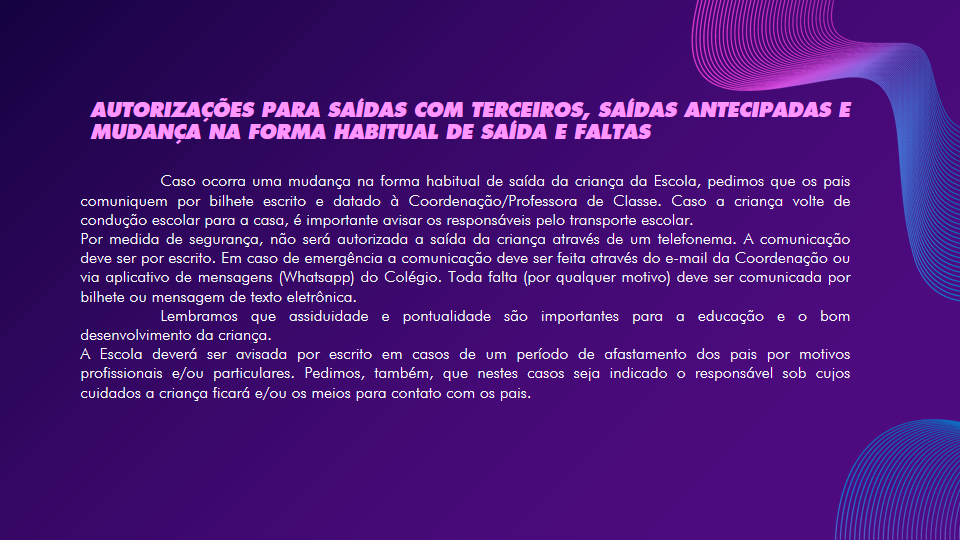 AUTORIZAÇÕES PARA SAÍDAS COM TERCEIROS, SAÍDAS ANTECIPADAS E
MUDANÇA NA FORMA HABITUAL DE SAÍDA E FALTAS
Caso ocorra uma mudança na forma habitual de saída da criança da Escola, pedimos que os pais
comuniquem por bilhete escrito e datado à Coordenação/Professora de Classe. Caso a criança volte de
condução escolar para a casa, é importante avisar os responsáveis pelo transporte escolar.
Por medida de segurança, não será autorizada a saída da criança através de um telefonema. A comunicação
deve ser por escrito. Em caso de emergência a comunicação deve ser feita através do e-mail da Coordenação ou
via aplicativo de mensagens (Whatsapp) do Colégio. Toda falta (por qualquer motivo) deve ser comunicada por
bilhete ou mensagem de texto eletrônica.
Lembramos que assiduidade e pontualidade são importantes para a educação e o bom
desenvolvimento da criança.
A Escola deverá ser avisada por escrito em casos de um período de afastamento dos pais por motivos
profissionais e/ou particulares. Pedimos, também, que nestes casos seja indicado o responsável sob cujos
cuidados a criança ficará e/ou os meios para contato com os pais.